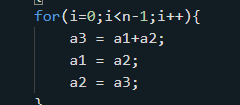 for(i=0;i<n-1;i++){
a3 = a1+a2;
a1 = a2;
a2 = a3;
}